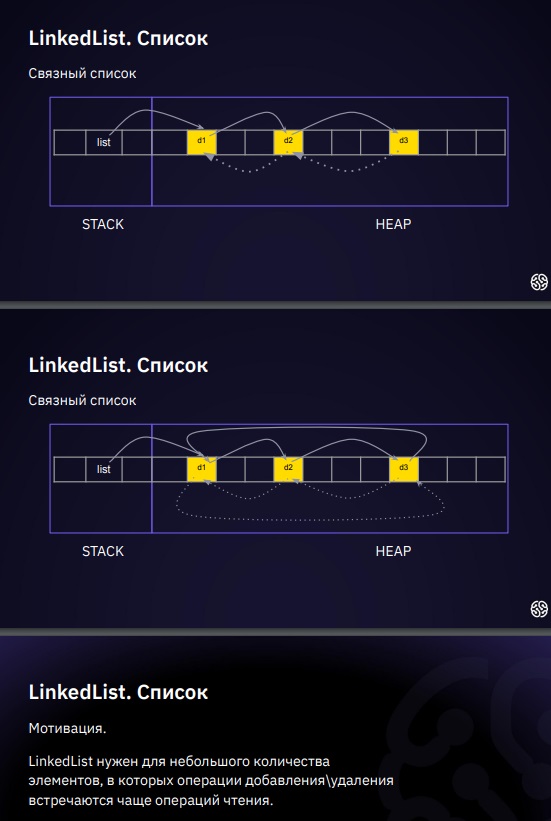 LinkedList. Список
Связный список
list
d1
d2
d3
STACK
HEAP
LinkedList. Список
Связный список
list
d1
d2
d3
STACK
HEAP
LinkedList. Список
Мотивация.
LinkedList нужен для небольшого количества
элементов, в которых операции добавления\удаления
встречаются чаще операций чтения.